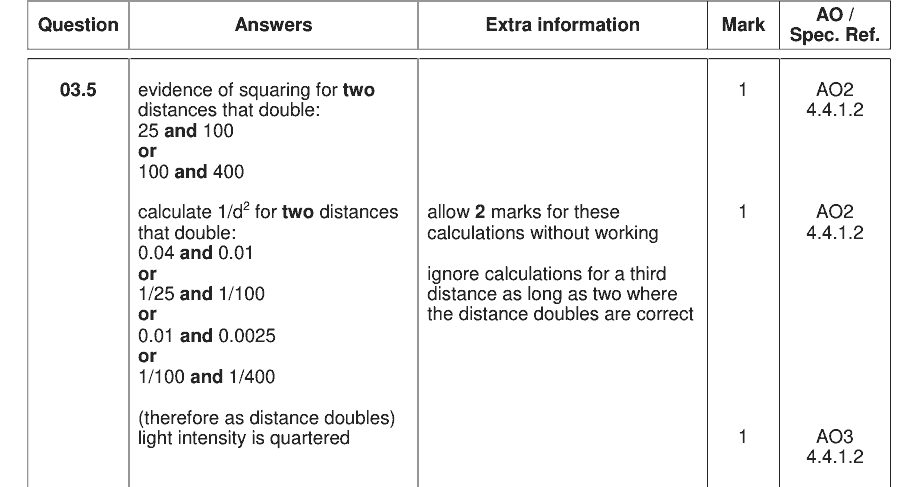 Question Answers Extra information Mark AO /
Spec. Ref.
03.5 evidence of squaring for two 1 AO2
distances that double: 4.4.1.2
25 and 100
or
100 and 400
calculate 1/d² for two distances allow 2 marks for these 1 AO2
that double: calculations without working 4.4.1.2
0.04 and 0.01
or ignore calculations for a third
1/25 and 1/100 distance as long as two where
or the distance doubles are correct
0.01 and 0.0025
or
1/100 and 1/400
(therefore as distance doubles)
light intensity is quartered 1 AO3
4.4.1.2